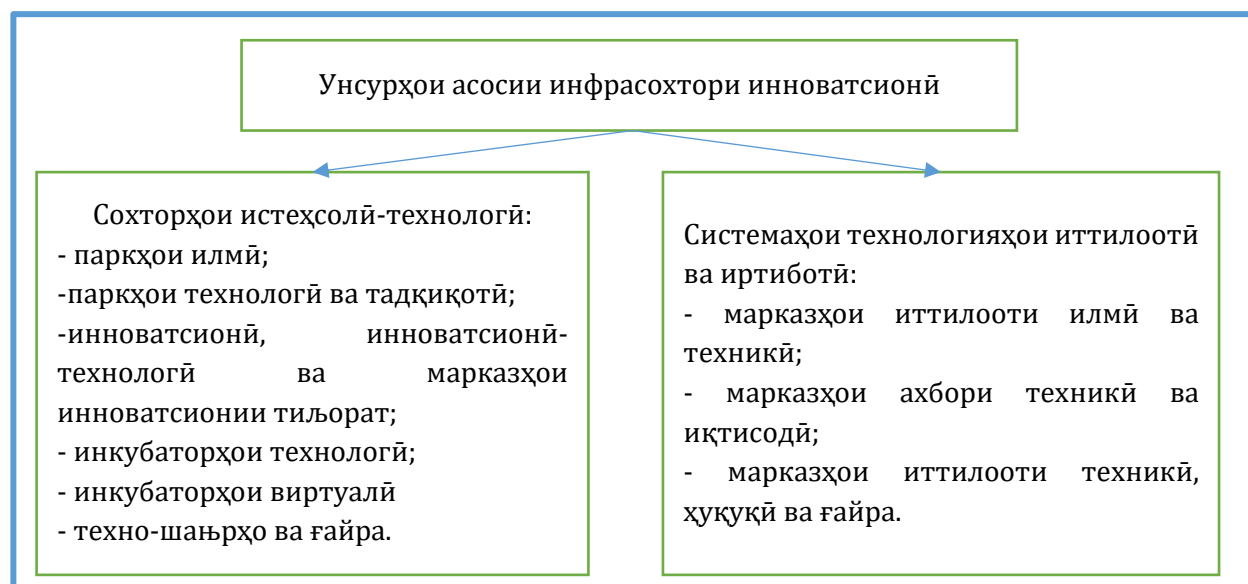 Унсурҳои асосии инфрасохтори инноватсионӣ
Сохторҳои истеҳсолӣ-технологӣ:
- паркҳои илмӣ;
-паркҳои технологӣ ва тадқиқотӣ;
-инноватсионӣ, инноватсионӣ-
технологӣ ва марказҳои
инноватсионии тиљорат;
- инкубаторҳои технологӣ;
- инкубаторҳои виртуалӣ
- техно-шањрҳо ва ғайра.
Системаҳои технологияҳои иттилоотӣ
ва иртиботӣ:
- марказҳои иттилооти илмӣ ва
техникӣ;
- марказҳои ахбори техникӣ ва
иқтисодӣ;
- марказҳои иттилооти техникӣ,
ҳуқуқӣ ва ғайра.